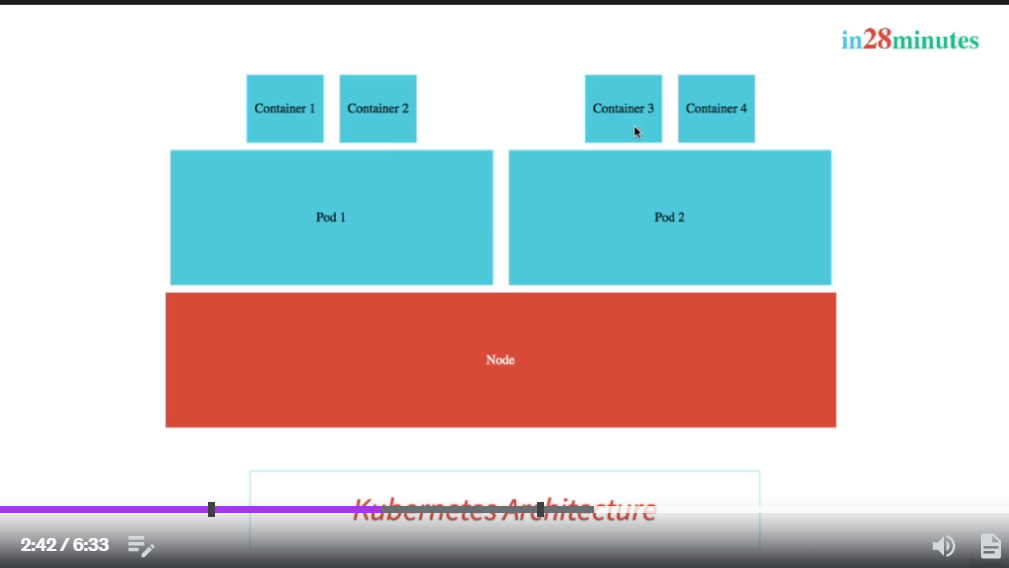 in28minutes
Container 1
Container 2
Container 3
Container 4
Pod 1
Pod 2
Node
Kubernetes Architecture
2:42 / 6:33